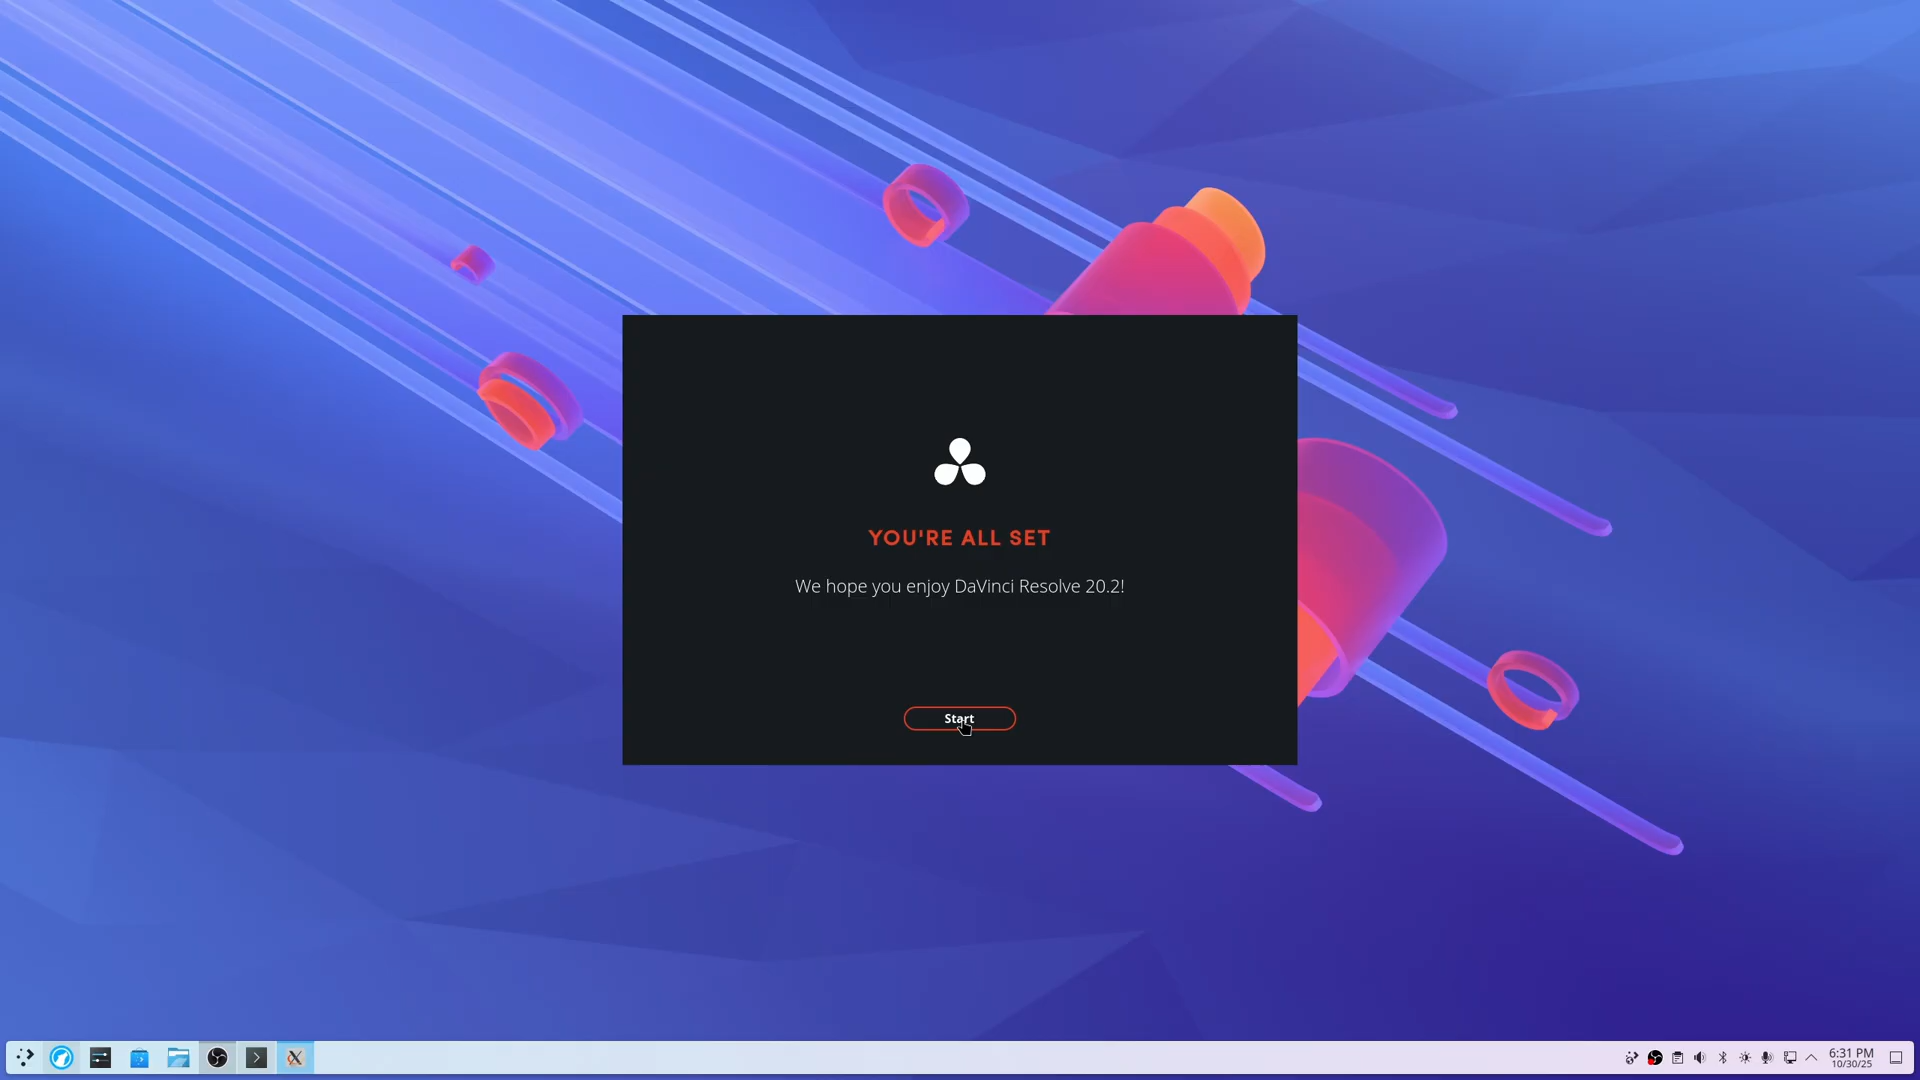 YOU'RE ALL SET
We hope you enjoy DaVinci Resolve 20.2!
Start
6:31 PM
10/30/25